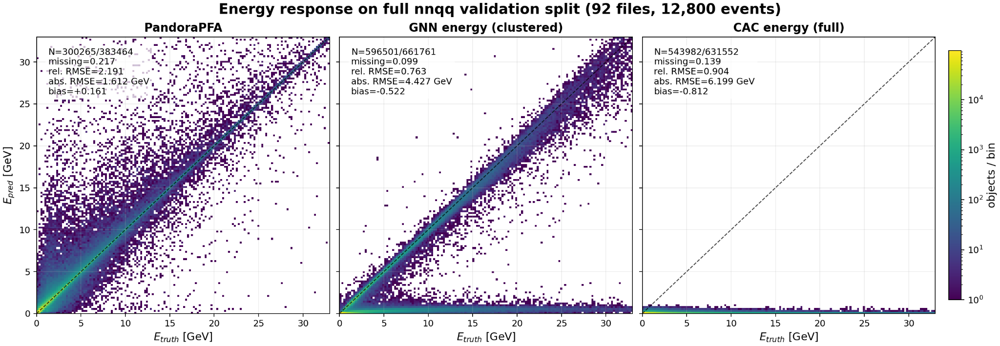 Energy response on full nnqq validation split (92 files, 12,800 events)
PandoraPFA
GNN energy (clustered)
CAC energy (full)
N=300265/383464
missing=0.217
rel. RMSE=2.191
abs. RMSE=1.612 GeV
bias=+0.161
N=596501/661761
missing=0.099
rel. RMSE=0.763
abs. RMSE=4.427 GeV
bias=-0.522
N=543982/631552
missing=0.139
rel. RMSE=0.904
abs. RMSE=6.199 GeV
bias=-0.812
E_pred [GeV]
30
25
20
15
10
5
0
0 5 10 15 20 25 30
0 5 10 15 20 25 30
0 5 10 15 20 25 30
E_truth [GeV]
E_truth [GeV]
E_truth [GeV]
10^4
10^3
10^2
10^1
10^0
objects / bin